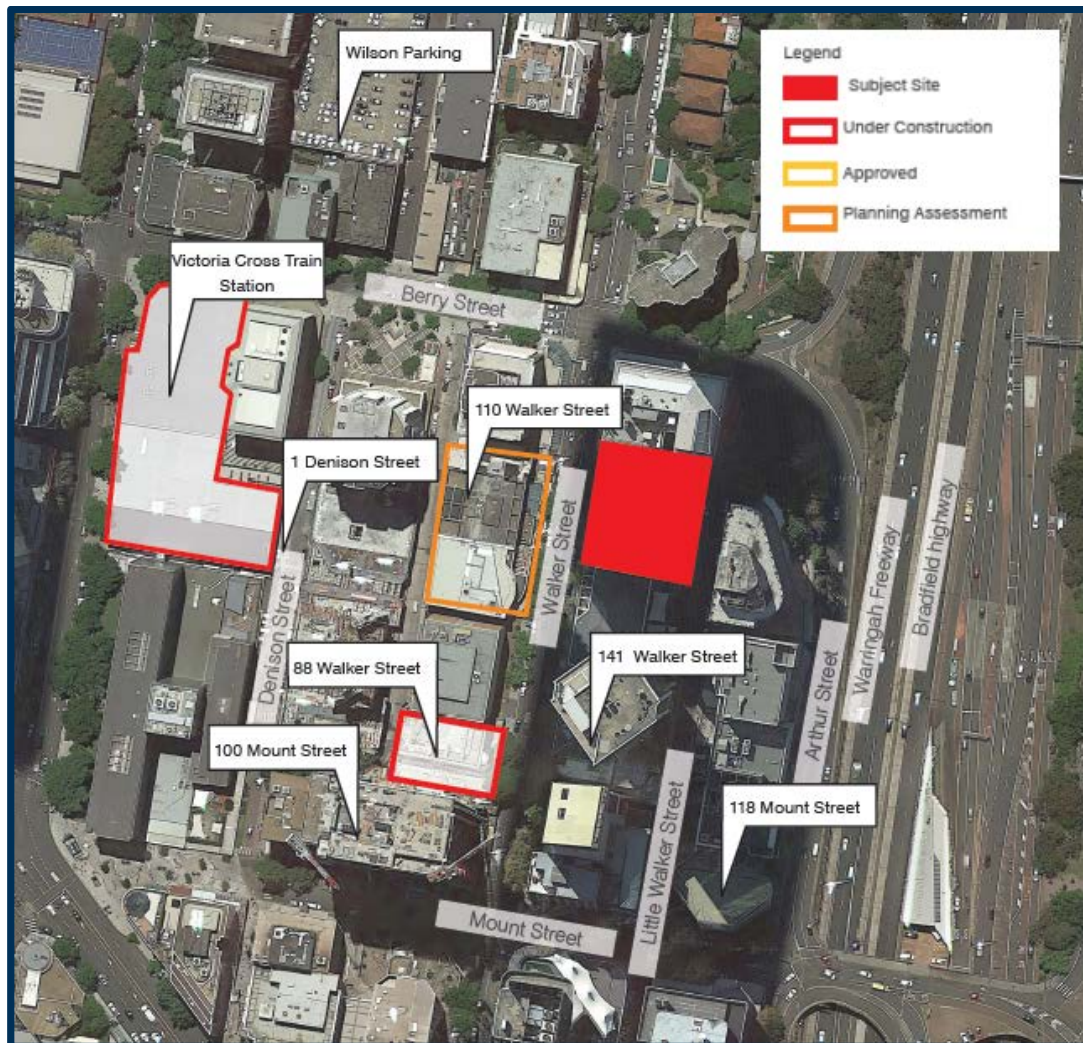 Wilson Parking
Legend
Subject Site
Under Construction
Approved
Planning Assessment
Victoria Cross Train
Station
Berry Street
110 Walker Street
1 Denison Street
Walker Street
Bradfield highway
Warringah Freeway
Denison Street
88 Walker Street
141 Walker Street
Arthur Street
100 Mount Street
118 Mount Street
Little Walker Street
Mount Street